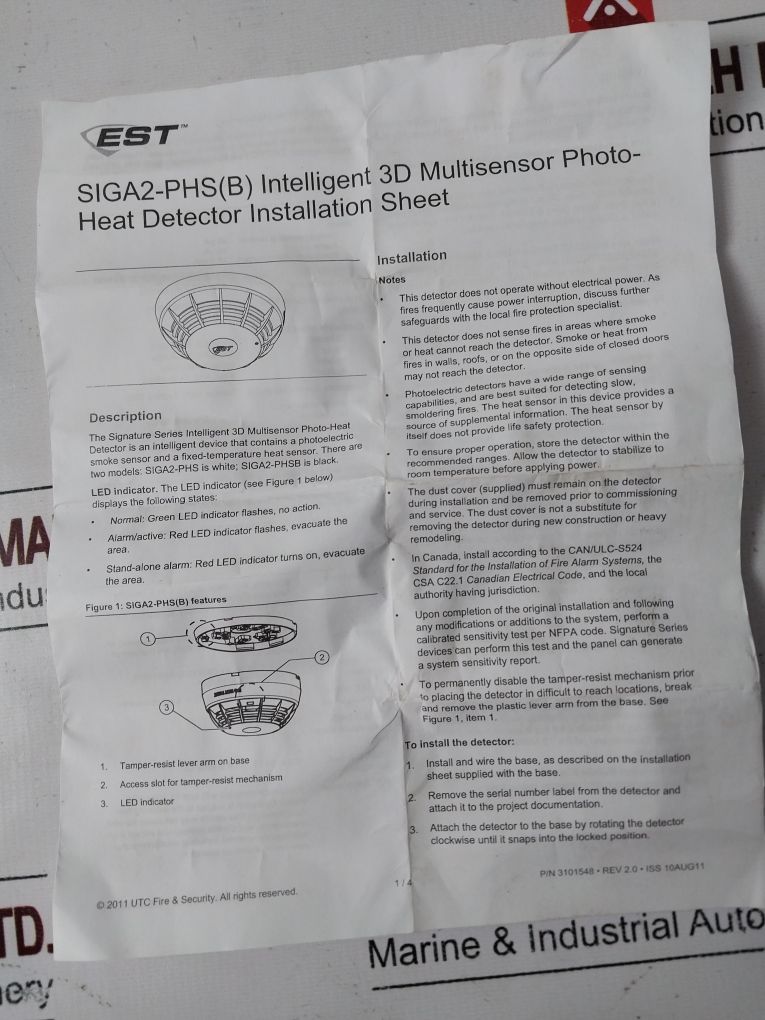 EST™
SIGA2-PHS(B) Intelligent 3D Multisensor Photo-
Heat Detector Installation Sheet
EST
Description
The Signature Series Intelligent 3D Multisensor Photo-Heat
Detector is an intelligent device that contains a photoelectric
smoke sensor and a fixed-temperature heat sensor. There are
two models: SIGA2-PHS is white; SIGA2-PHSB is black.
LED indicator. The LED indicator (see Figure 1 below)
displays the following states:
• Normal: Green LED indicator flashes, no action.
• Alarm/active: Red LED indicator flashes, evacuate the
area.
• Stand-alone alarm: Red LED indicator turns on, evacuate
the area.
Figure 1: SIGA2-PHS(B) features
1
2
3
1. Tamper-resist lever arm on base
2. Access slot for tamper-resist mechanism
3. LED indicator
Installation
Notes
• This detector does not operate without electrical power. As
fires frequently cause power interruption, discuss further
safeguards with the local fire protection specialist.
• This detector does not sense fires in areas where smoke
or heat cannot reach the detector. Smoke or heat from
fires in walls, roofs, or on the opposite side of closed doors
may not reach the detector.
• Photoelectric detectors have a wide range of sensing
capabilities, and are best suited for detecting slow,
smoldering fires. The heat sensor in this device provides a
source of supplemental information. The heat sensor by
itself does not provide life safety protection.
• To ensure proper operation, store the detector within the
recommended ranges. Allow the detector to stabilize to
room temperature before applying power.
• The dust cover (supplied) must remain on the detector
during installation and be removed prior to commissioning
and service. The dust cover is not a substitute for
removing the detector during new construction or heavy
remodeling.
• In Canada, install according to the CAN/ULC-S524
Standard for the Installation of Fire Alarm Systems, the
CSA C22.1 Canadian Electrical Code, and the local
authority having jurisdiction.
• Upon completion of the original installation and following
any modifications or additions to the system, perform a
calibrated sensitivity test per NFPA code. Signature Series
devices can perform this test and the panel can generate
a system sensitivity report.
• To permanently disable the tamper-resist mechanism prior
to placing the detector in difficult to reach locations, break
and remove the plastic lever arm from the base. See
Figure 1, item 1.
To install the detector:
1. Install and wire the base, as described on the installation
sheet supplied with the base.
2. Remove the serial number label from the detector and
attach it to the project documentation.
3. Attach the detector to the base by rotating the detector
clockwise until it snaps into the locked position.
© 2011 UTC Fire & Security. All rights reserved.
1 / 4
P/N 3101548 • REV 2.0 • ISS 10AUG11
Marine & Industrial Auto
TD.
MA
ndu
tion